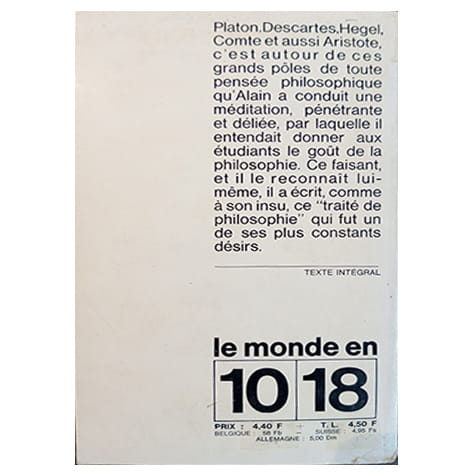 Platon, Descartes, Hegel,
Comte et aussi Aristote,
c'est autour de ces
grands pôles de toute
pensée philosophique
qu'Alain a conduit une
méditation, pénétrante
et déliée, par laquelle il
entendait donner aux
étudiants le goût de la
philosophie. Ce faisant,
et il le reconnaît lui-
même, il a écrit, comme
à son insu, ce "traité de
philosophie" qui fut un
de ses plus constants
désirs.
TEXTE INTÉGRAL
le monde en
10 18
PRIX : 4,40 F + T. L. 4,50 F
BELGIQUE : 58 Fb — SUISSE : 4,95 Fs
ALLEMAGNE : 5,00 Dm